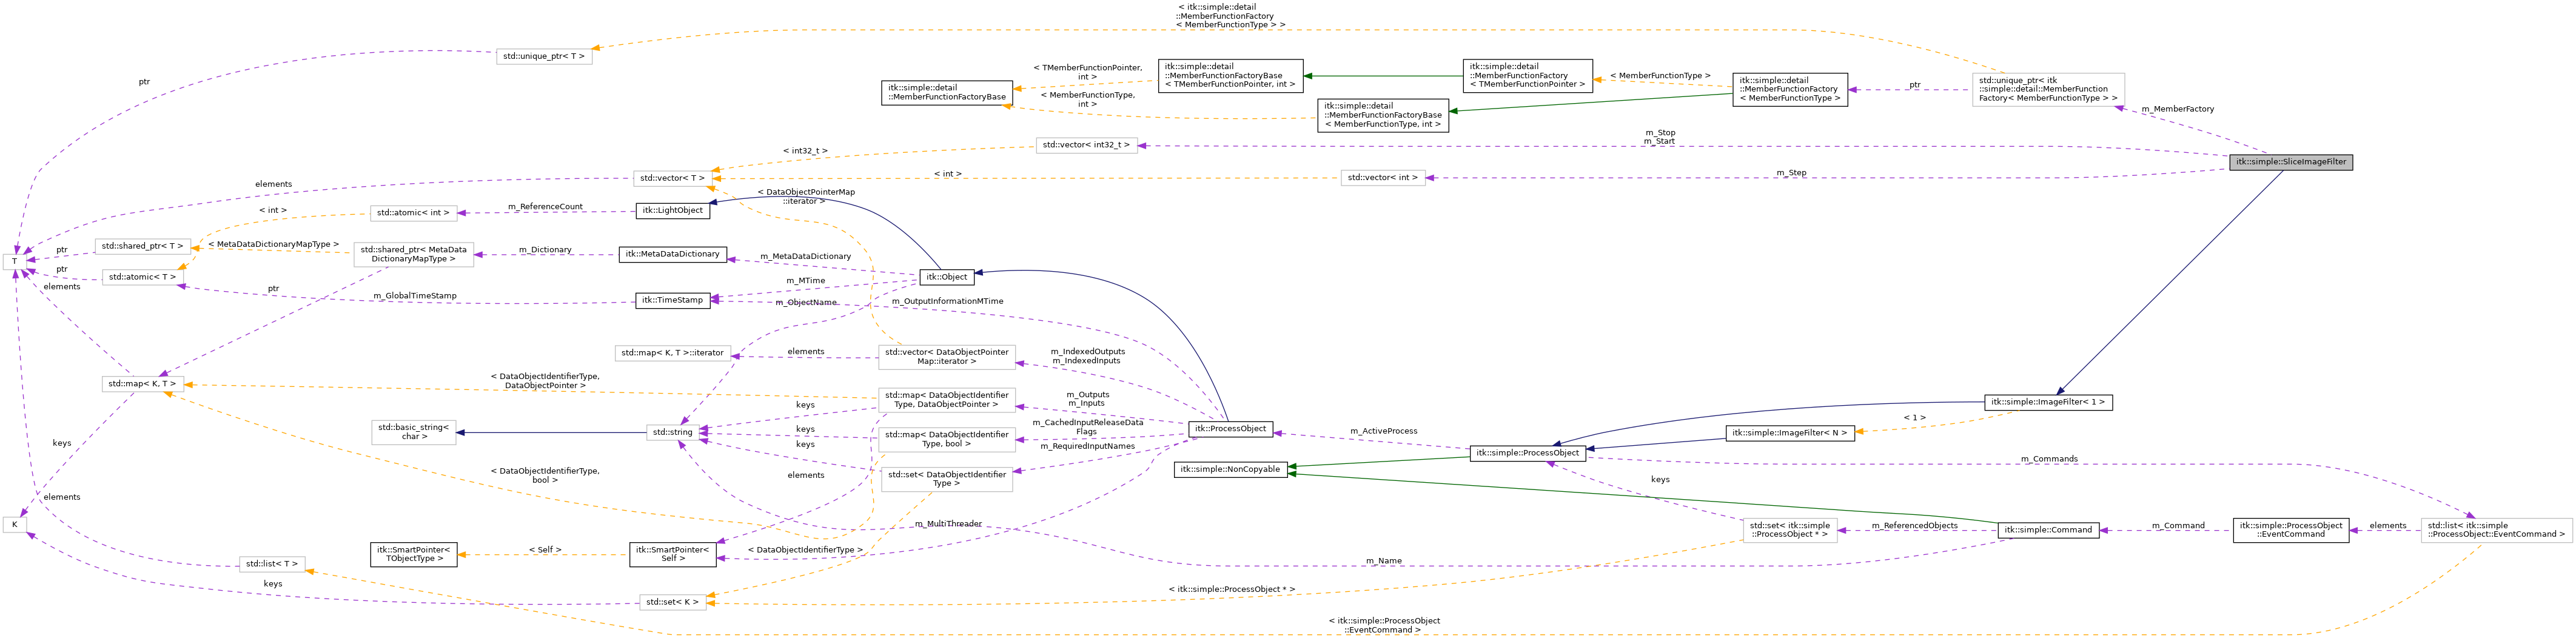 < itk::simple::detail
::MemberFunctionFactory
< MemberFunctionType > >
std::unique_ptr< T >
ptr
< TMemberFunctionPointer,
int >
itk::simple::detail
::MemberFunctionFactoryBase
< TMemberFunctionPointer, int >
itk::simple::detail
::MemberFunctionFactory
< TMemberFunctionPointer >
< MemberFunctionType >
itk::simple::detail
::MemberFunctionFactory
< MemberFunctionType >
ptr
std::unique_ptr< itk
::simple::detail::MemberFunction
Factory< MemberFunctionType > >
itk::simple::detail
::MemberFunctionFactoryBase
< MemberFunctionType,
int >
itk::simple::detail
::MemberFunctionFactoryBase
< MemberFunctionType, int >
m_MemberFactory
m_Stop
m_Start
std::vector< int32_t >
< int32_t >
itk::simple::SliceImageFilter
std::vector< T >
< int >
std::vector< int >
m_Step
elements
< DataObjectPointerMap
::iterator >
std::atomic< int >
m_ReferenceCount
itk::LightObject
< int >
std::shared_ptr< T >
< MetaDataDictionaryMapType >
std::shared_ptr< MetaData
DictionaryMapType >
m_Dictionary
itk::MetaDataDictionary
m_MetaDataDictionary
ptr
T
ptr
std::atomic< T >
itk::Object
m_MTime
elements
ptr
m_GlobalTimeStamp
itk::TimeStamp
m_ObjectName
m_OutputInformationMTime
std::map< K, T >::iterator
elements
std::vector< DataObjectPointer
Map::iterator >
m_IndexedOutputs
m_IndexedInputs
std::map< K, T >
< DataObjectIdentifierType,
DataObjectPointer >
std::map< DataObjectIdentifier
Type, DataObjectPointer >
m_Outputs
m_Inputs
itk::simple::ImageFilter< 1 >
keys
< 1 >
std::basic_string<
char >
std::string
keys
std::map< DataObjectIdentifier
Type, bool >
m_CachedInputReleaseData
Flags
itk::ProcessObject
m_ActiveProcess
itk::simple::ImageFilter< N >
keys
keys
m_RequiredInputNames
itk::simple::ProcessObject
m_Commands
< DataObjectIdentifierType,
bool >
elements
std::set< DataObjectIdentifier
Type >
itk::simple::NonCopyable
keys
elements
K
m_MultiThreader
std::set< itk::simple
::ProcessObject * >
m_ReferencedObjects
itk::simple::Command
m_Command
itk::simple::ProcessObject
::EventCommand
elements
std::list< itk::simple
::ProcessObject::EventCommand >
itk::SmartPointer<
TObjectType >
< Self >
itk::SmartPointer<
Self >
< DataObjectIdentifierType >
m_Name
std::list< T >
keys
std::set< K >
< itk::simple::ProcessObject * >
< itk::simple::ProcessObject
::EventCommand >